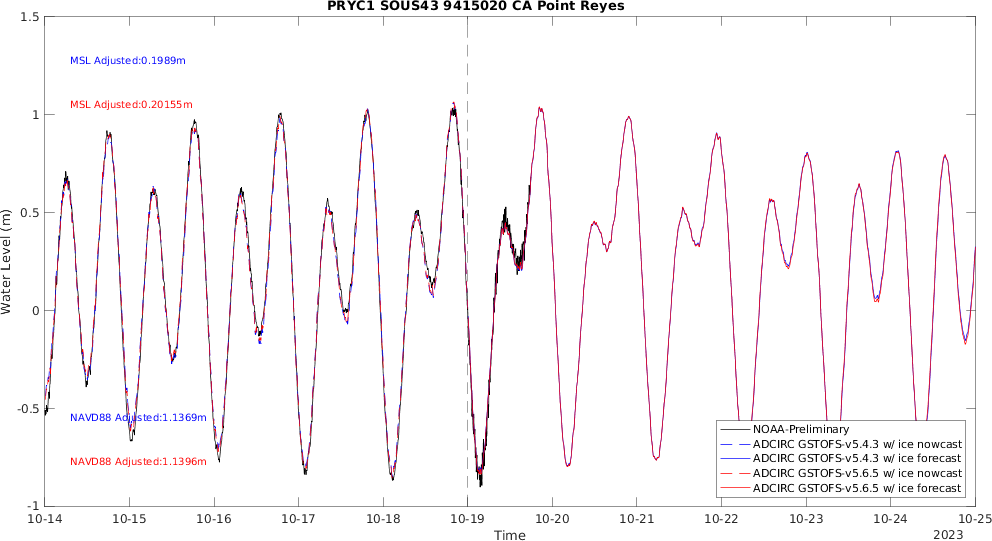 PRYC1 SOUS43 9415020 CA Point Reyes
1.5
1
0.5
0
-0.5
-1
Water Level (m)
MSL Adjusted:0.1989m
MSL Adjusted:0.20155m
NAVD88 Adjusted:1.1369m
NAVD88 Adjusted:1.1396m
NOAA-Preliminary
ADCIRC GSTOFS-v5.4.3 w/ ice nowcast
ADCIRC GSTOFS-v5.4.3 w/ ice forecast
ADCIRC GSTOFS-v5.6.5 w/ ice nowcast
ADCIRC GSTOFS-v5.6.5 w/ ice forecast
10-14 10-15 10-16 10-17 10-18 10-19 10-20 10-21 10-22 10-23 10-24 10-25
Time
2023